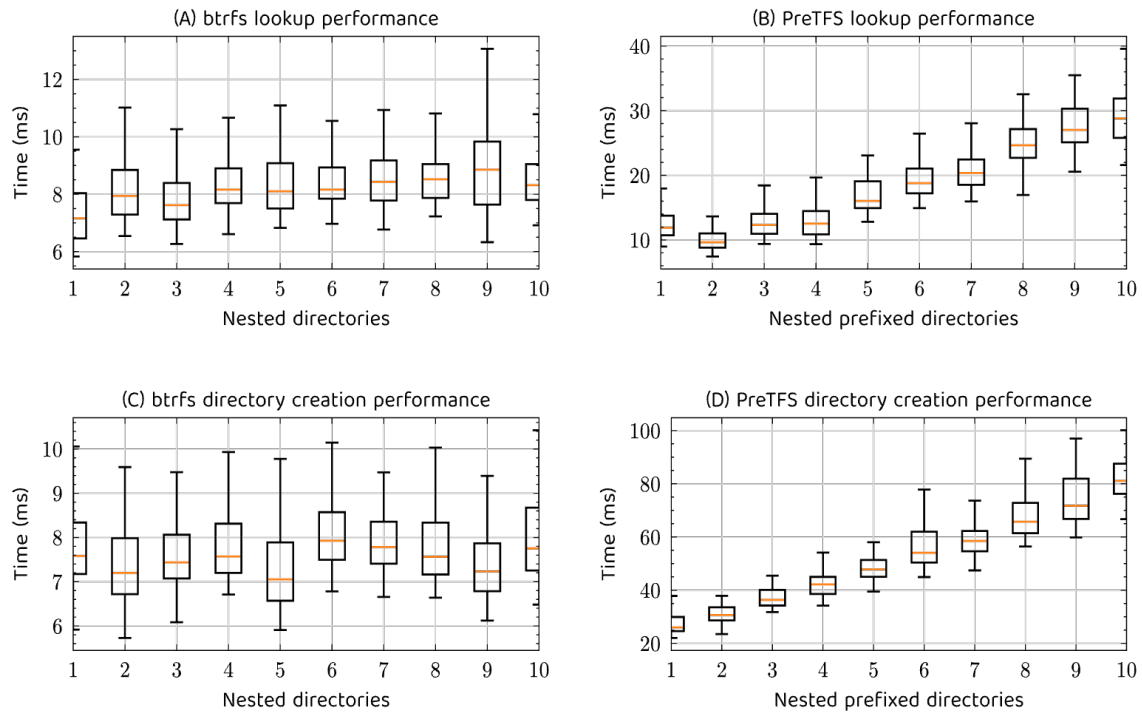 (A) btrfs lookup performance
12
10
8
6
Time (ms)
1 2 3 4 5 6 7 8 9 10
Nested directories
(B) PreTFS lookup performance
40
30
20
10
Time (ms)
1 2 3 4 5 6 7 8 9 10
Nested prefixed directories
(C) btrfs directory creation performance
10
9
8
7
6
Time (ms)
1 2 3 4 5 6 7 8 9 10
Nested directories
(D) PreTFS directory creation performance
100
80
60
40
20
Time (ms)
1 2 3 4 5 6 7 8 9 10
Nested prefixed directories